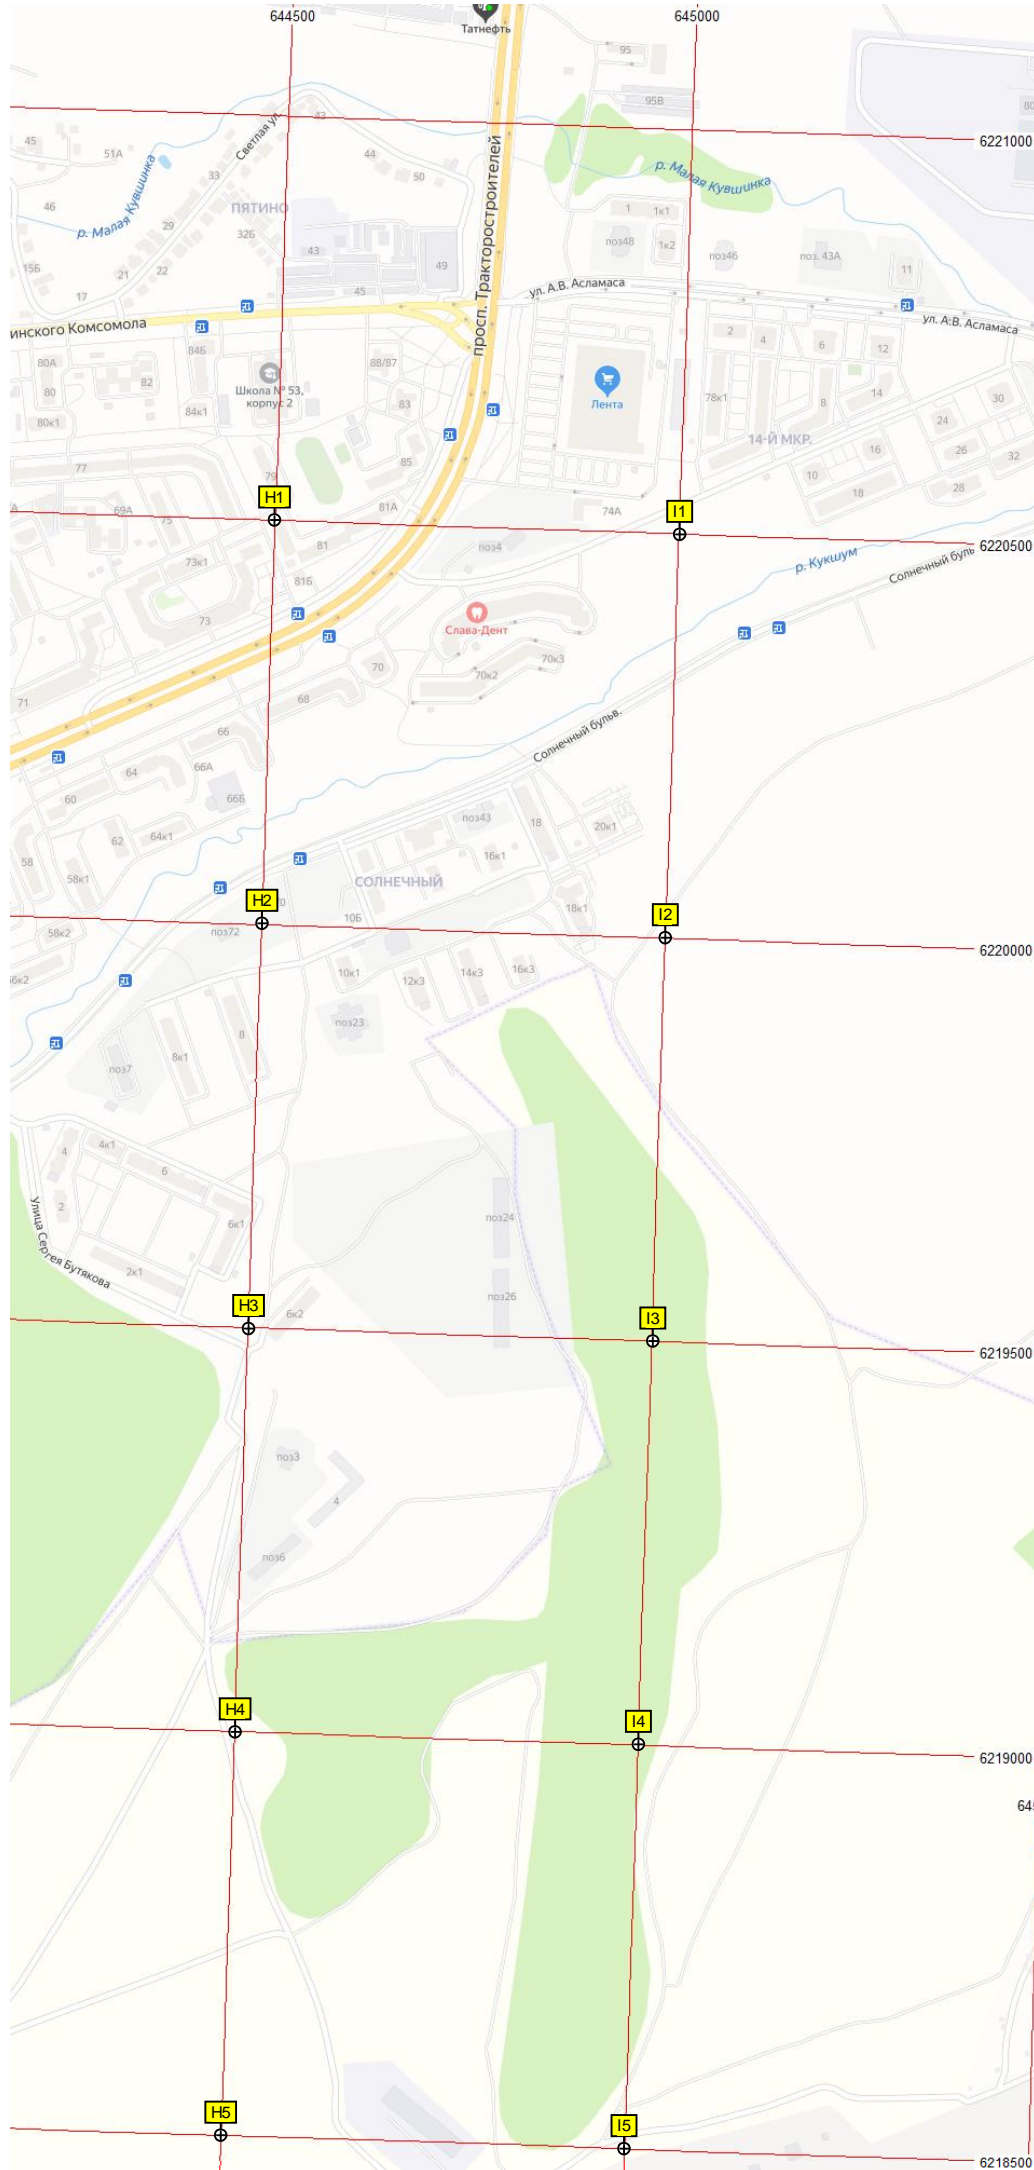 644500
645000
Татнефть
95
95В
80
6221000
43
Светлая ул.
45
51А
44
50
33
46
р. Малая Кувшинка
р. Малая Кувшинка
ПЯТИНО
29
32Б
1
1к1
поз48
1к2
поз46
поз. 43А
11
43
49
15Б
21
22
17
45
просп. Тракторостроителей
ул. А.В. Асламаса
ул. А.В. Асламаса
инского Комсомола
84Б
88/87
80А
82
80
84к1
80к1
Школа № 53,
корпус 2
83
Лента
2
4
6
12
78к1
8
14
30
24
14-Й МКР.
16
26
32
77
79
85
10
18
28
H1
81А
74А
I1
69А
75
81
поз4
6220500
73к1
81Б
р. Кукшум
Солнечный буль
73
Слава-Дент
70к3
70
70к2
71
68
66
Солнечный бульв.
64
66А
66Б
60
62
64к1
поз43
18
20к1
58
16к1
58к1
СОЛНЕЧНЫЙ
H2
10Б
18к1
I2
58к2
поз72
6220000
10к1
12к3
14к3
16к3
поз23
8
8к1
поз7
4к1
4
6
2
6к1
поз24
Улица Сергея Бутякова
2к1
H3
6к2
поз26
I3
6219500
поз3
4
поз6
H4
I4
6219000
H5
I5
6218500